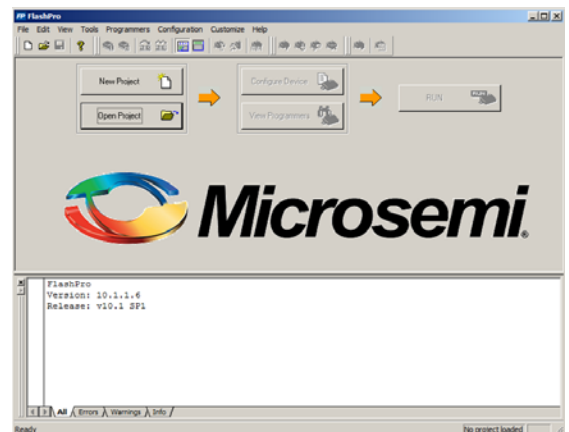 FP FlashPro
File Edit View Tools Programmers Configuration Customize Help
New Project
Configure Device
RUN
Open Project
View Programmers
Microsemi®
FlashPro
Version: 10.1.1.6
Release: v10.1 SP1
All Errors Warnings Info
Ready No project loaded